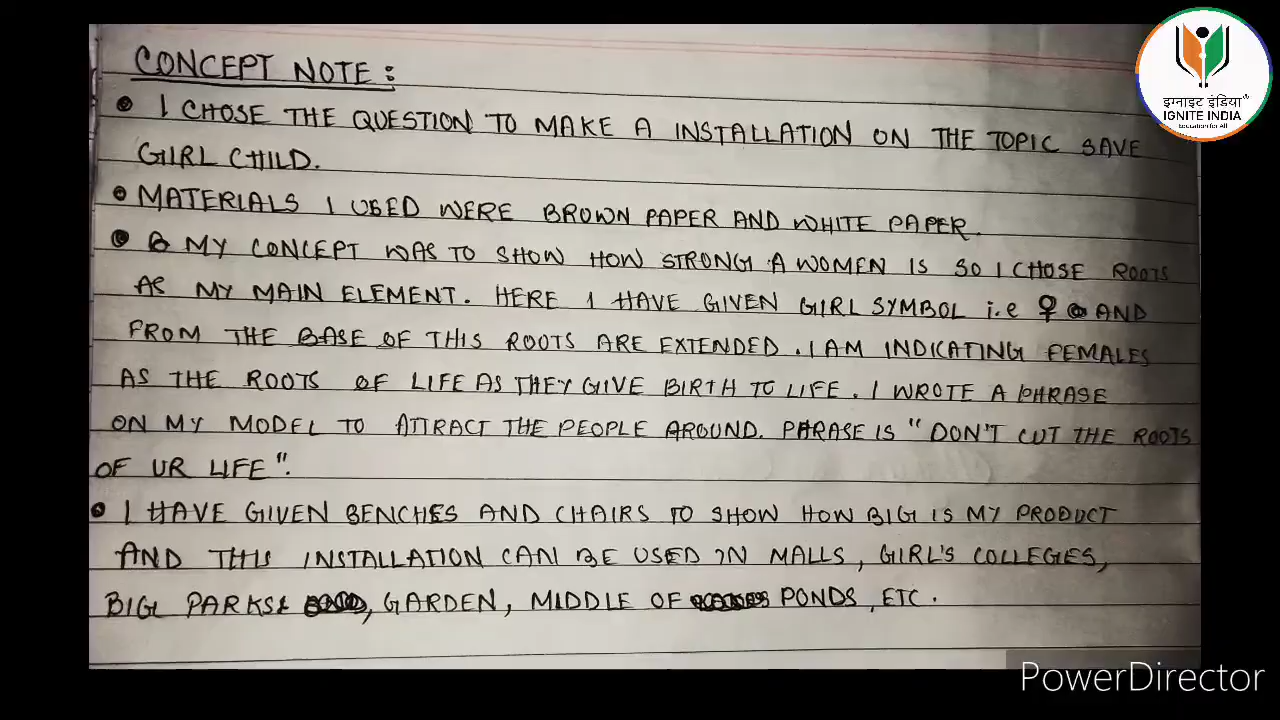 CONCEPT NOTE:
• I CHOSE THE QUESTION TO MAKE A INSTALLATION ON THE TOPIC SAVE
GIRL CHILD.
• MATERIALS I USED WERE BROWN PAPER AND WHITE PAPER.
• MY CONCEPT WAS TO SHOW HOW STRONG A WOMEN IS SO I CHOSE ROOTS
AS MY MAIN ELEMENT. HERE I HAVE GIVEN GIRL SYMBOL i.e ♀ AND
FROM THE BASE OF THIS ROOTS ARE EXTENDED. I AM INDICATING FEMALES
AS THE ROOTS OF LIFE AS THEY GIVE BIRTH TO LIFE. I WROTE A PHRASE
ON MY MODEL TO ATTRACT THE PEOPLE AROUND. PHRASE IS "DON'T CUT THE ROOTS
OF UR LIFE".
• I HAVE GIVEN BENCHES AND CHAIRS TO SHOW HOW BIG IS MY PRODUCT
AND THIS INSTALLATION CAN BE USED IN MALLS, GIRL'S COLLEGES,
BIG PARKS, GARDEN, MIDDLE OF PONDS, ETC.
इग्नाइट इंडिया®
IGNITE INDIA
Education for All
PowerDirector